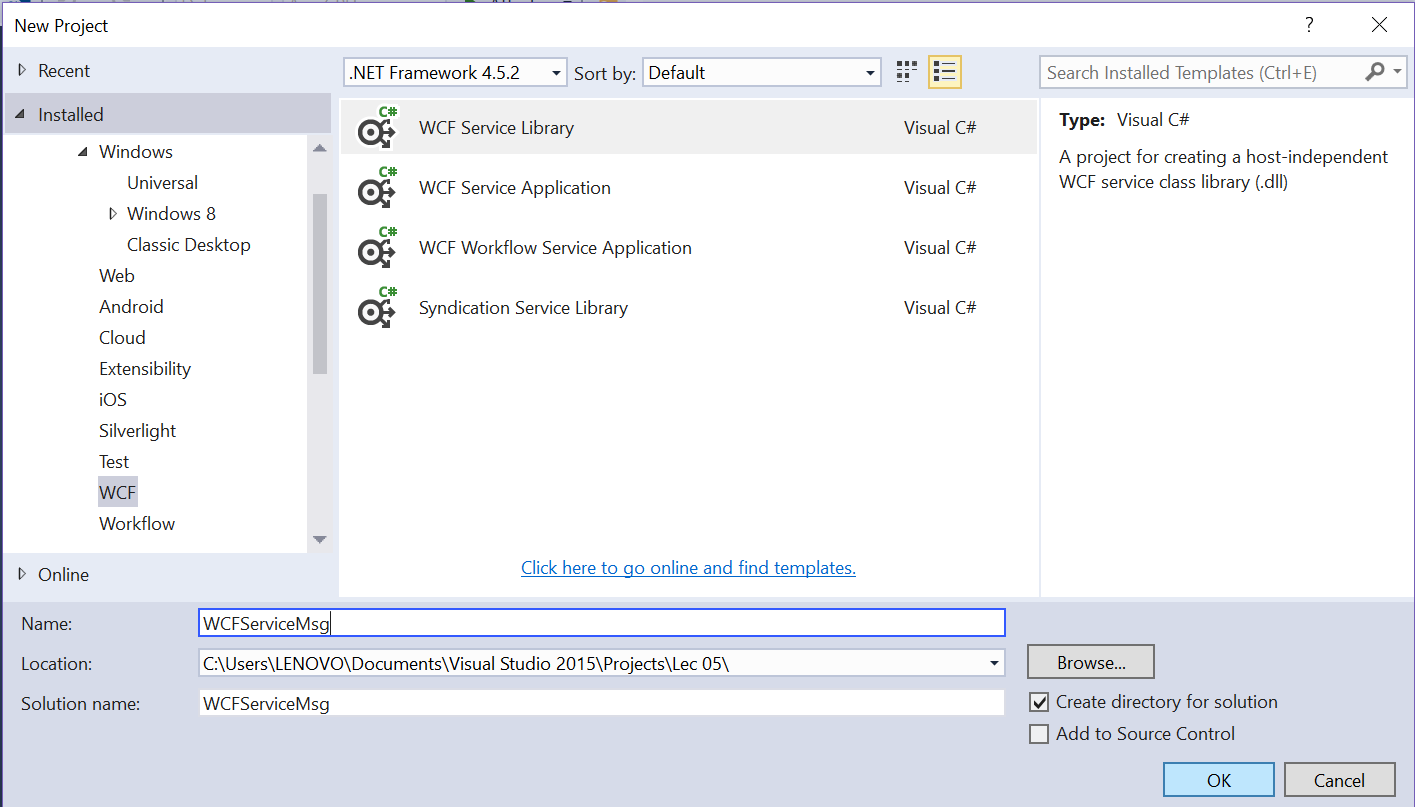 New Project
?
Recent
.NET Framework 4.5.2
Sort by:
Default
Search Installed Templates (Ctrl+E)
Installed
Windows
Universal
Windows 8
Classic Desktop
Web
Android
Cloud
Extensibility
iOS
Silverlight
Test
WCF
Workflow
Online
C#
WCF Service Library
Visual C#
C#
WCF Service Application
Visual C#
C#
WCF Workflow Service Application
Visual C#
C#
Syndication Service Library
Visual C#
Click here to go online and find templates.
Type: Visual C#
A project for creating a host-independent
WCF service class library (.dll)
Name:
WCFServiceMsg
Location:
C:\Users\LENOVO\Documents\Visual Studio 2015\Projects\Lec 05\
Browse...
Solution name:
WCFServiceMsg
Create directory for solution
Add to Source Control
OK
Cancel